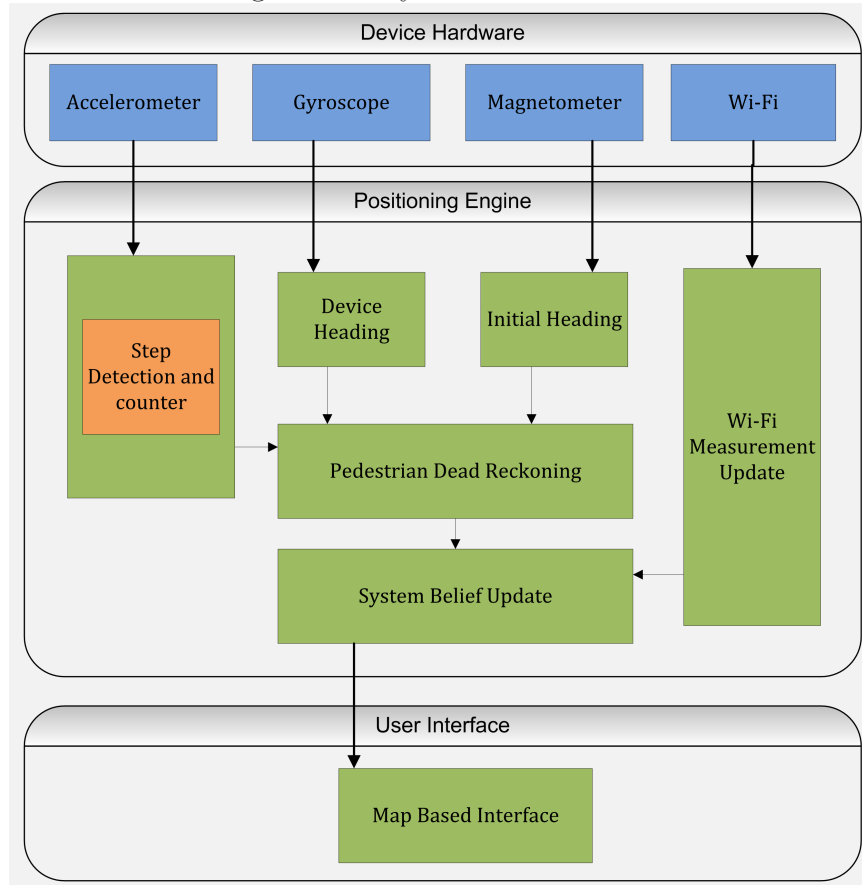 Device Hardware
Accelerometer
Gyroscope
Magnetometer
Wi-Fi
Positioning Engine
Device
Heading
Initial Heading
Step
Detection and
counter
Wi-Fi
Measurement
Update
Pedestrian Dead Reckoning
System Belief Update
User Interface
Map Based Interface